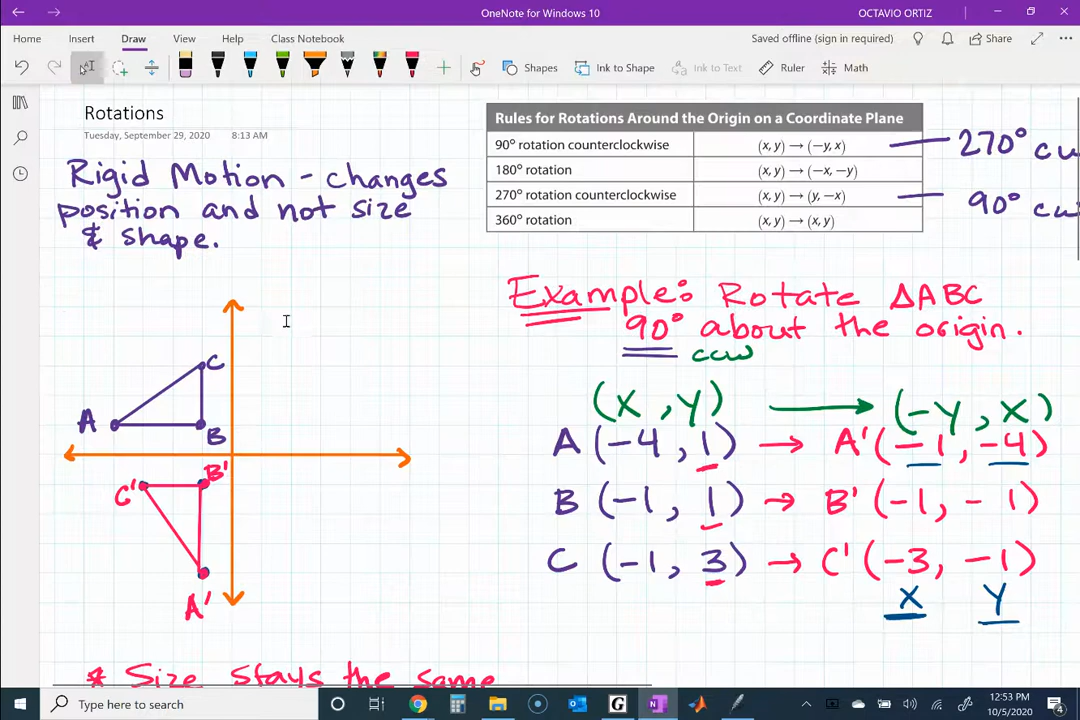 OneNote for Windows 10
OCTAVIO ORTIZ
Home Insert Draw View Help Class Notebook
Saved offline (sign in required)
Share
Shapes
Ink to Shape
Ink to Text
Ruler
Math
Rotations
Tuesday, September 29, 2020 8:13 AM
Rigid Motion - changes
position and not size
& shape.
Rules for Rotations Around the Origin on a Coordinate Plane
90° rotation counterclockwise (x, y) → (−y, x)
180° rotation (x, y) → (−x, −y)
270° rotation counterclockwise (y, −x)
360° rotation (x, y) → (x, y)
270° cw
90° cw
Example: Rotate ΔABC
90° about the origin.
ccw
(x, y) → (-y, x)
A (-4, 1) → A'(-1, -4)
B (-1, 1) → B'(-1, -1)
C (-1, 3) → C'(-3, -1)
X Y
C
A
B
B'
C'
A'
* Size stays the same
Type here to search
12:53 PM
10/5/2020
4